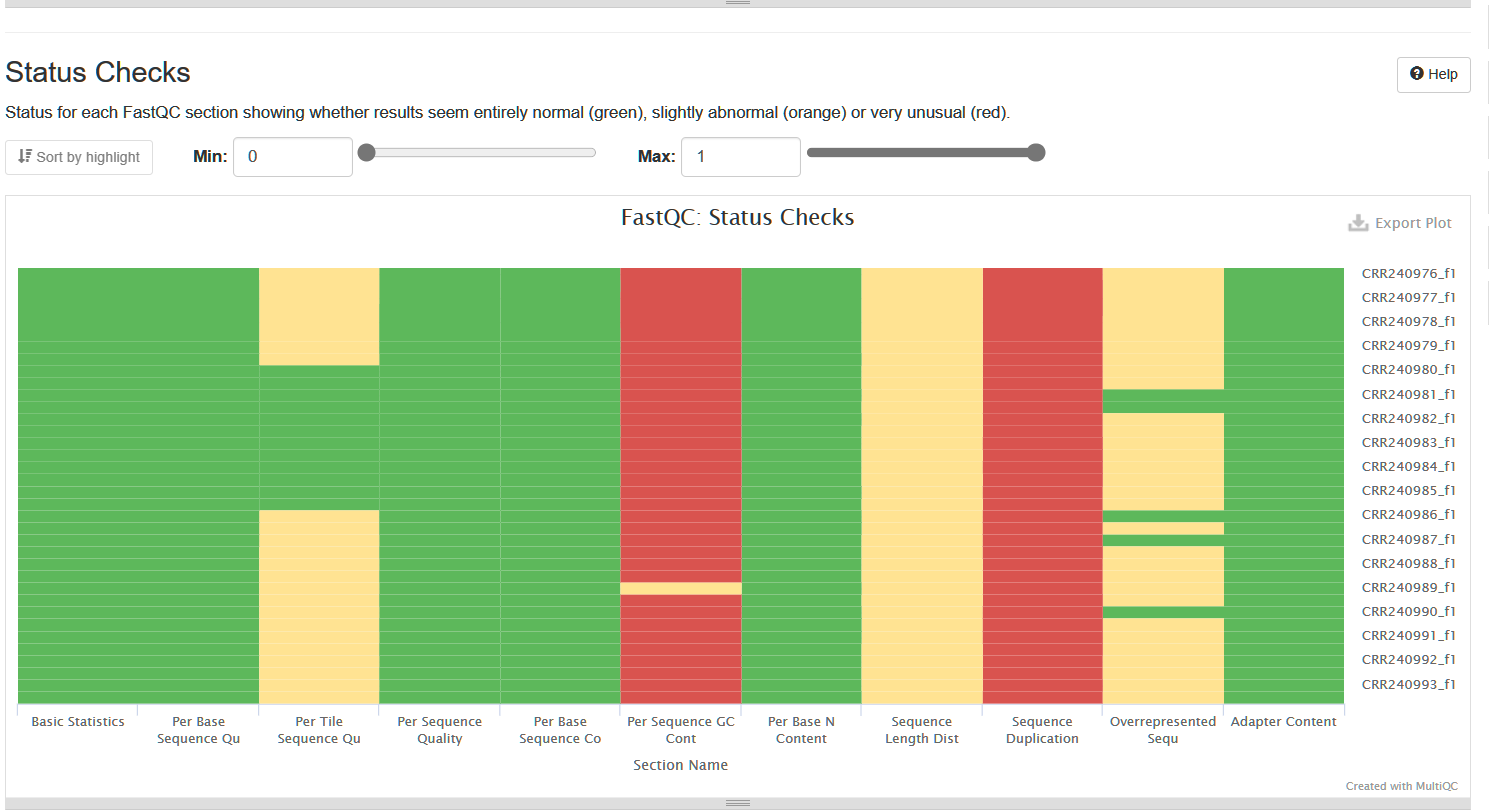 Status Checks
Help
Status for each FastQC section showing whether results seem entirely normal (green), slightly abnormal (orange) or very unusual (red).
Sort by highlight
Min: 0
Max: 1
FastQC: Status Checks
Export Plot
CRR240976_f1
CRR240977_f1
CRR240978_f1
CRR240979_f1
CRR240980_f1
CRR240981_f1
CRR240982_f1
CRR240983_f1
CRR240984_f1
CRR240985_f1
CRR240986_f1
CRR240987_f1
CRR240988_f1
CRR240989_f1
CRR240990_f1
CRR240991_f1
CRR240992_f1
CRR240993_f1
Basic Statistics
Per Base
Sequence Qu
Per Tile
Sequence Qu
Per Sequence
Quality
Per Base
Sequence Co
Per Sequence GC
Cont
Per Base N
Content
Sequence
Length Dist
Sequence
Duplication
Overrepresented
Sequ
Adapter Content
Section Name
Created with MultiQC